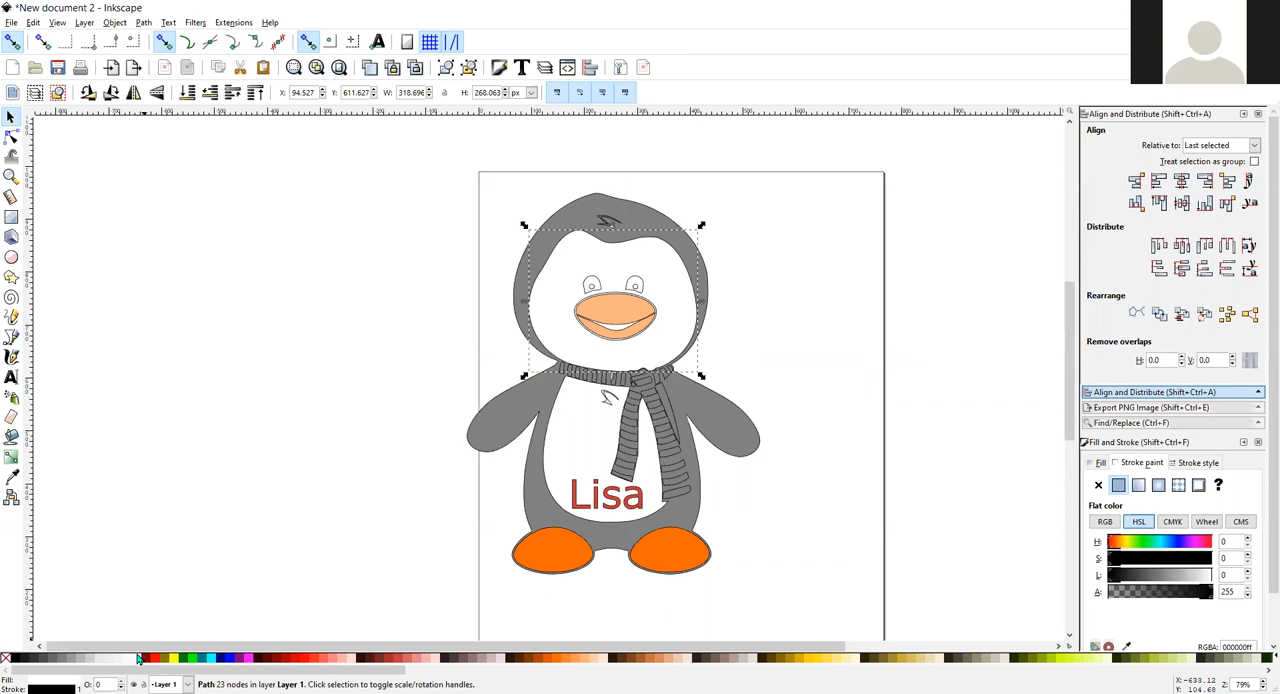 *New document 2 - Inkscape
File Edit View Layer Object Path Text Filters Extensions Help
X: 94.527 Y: 611.627 W: 318.696 H: 268.063 px
Align and Distribute (Shift+Ctrl+A)
Align
Relative to: Last selected
Treat selection as group:
Distribute
Rearrange
Remove overlaps
H: 0.0 V: 0.0
Align and Distribute (Shift+Ctrl+A)
Export PNG Image (Shift+Ctrl+E)
Find/Replace (Ctrl+F)
Fill and Stroke (Shift+Ctrl+F)
Fill Stroke paint Stroke style
Flat color
RGB HSL CMYK Wheel CMS
H: 0
S: 0
L: 0
A: 255
RGBA: 000000ff
Lisa
Fill:
Stroke: 1 O: 0 -Layer 1 Path 23 nodes in layer Layer 1. Click selection to toggle scale/rotation handles.
X: -633.12
Y: 104.68 Z: 79%